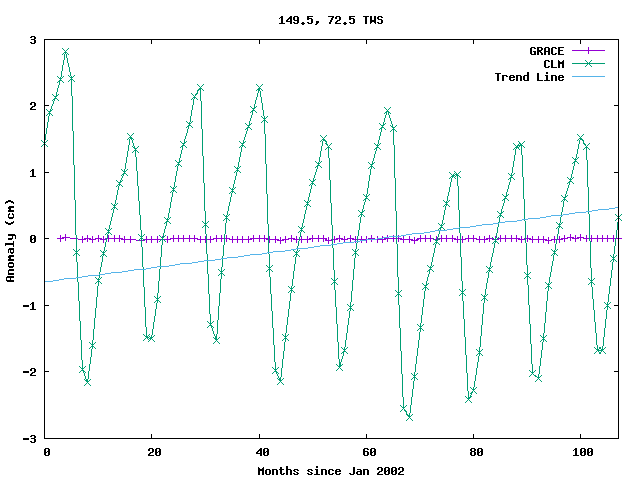 149.5, 72.5 TWS
GRACE
CLM
Trend Line
3
2
1
0
-1
-2
-3
Anomaly (cm)
0 20 40 60 80 100
Months since Jan 2002